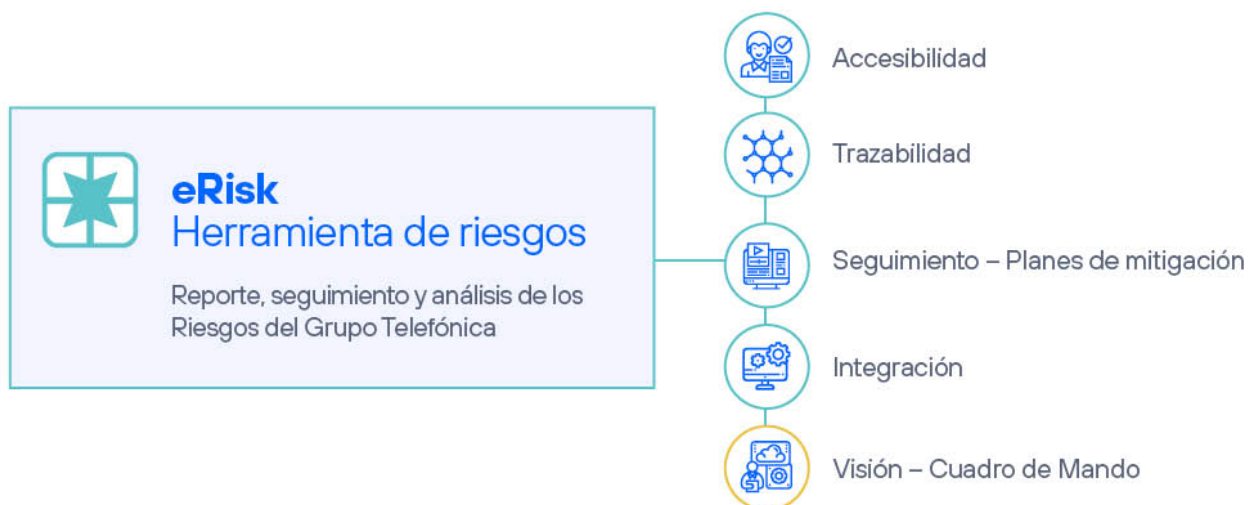 eRisk
Herramienta de riesgos
Reporte, seguimiento y análisis de los
Riesgos del Grupo Telefónica
Accesibilidad
Trazabilidad
Seguimiento – Planes de mitigación
Integración
Visión – Cuadro de Mando